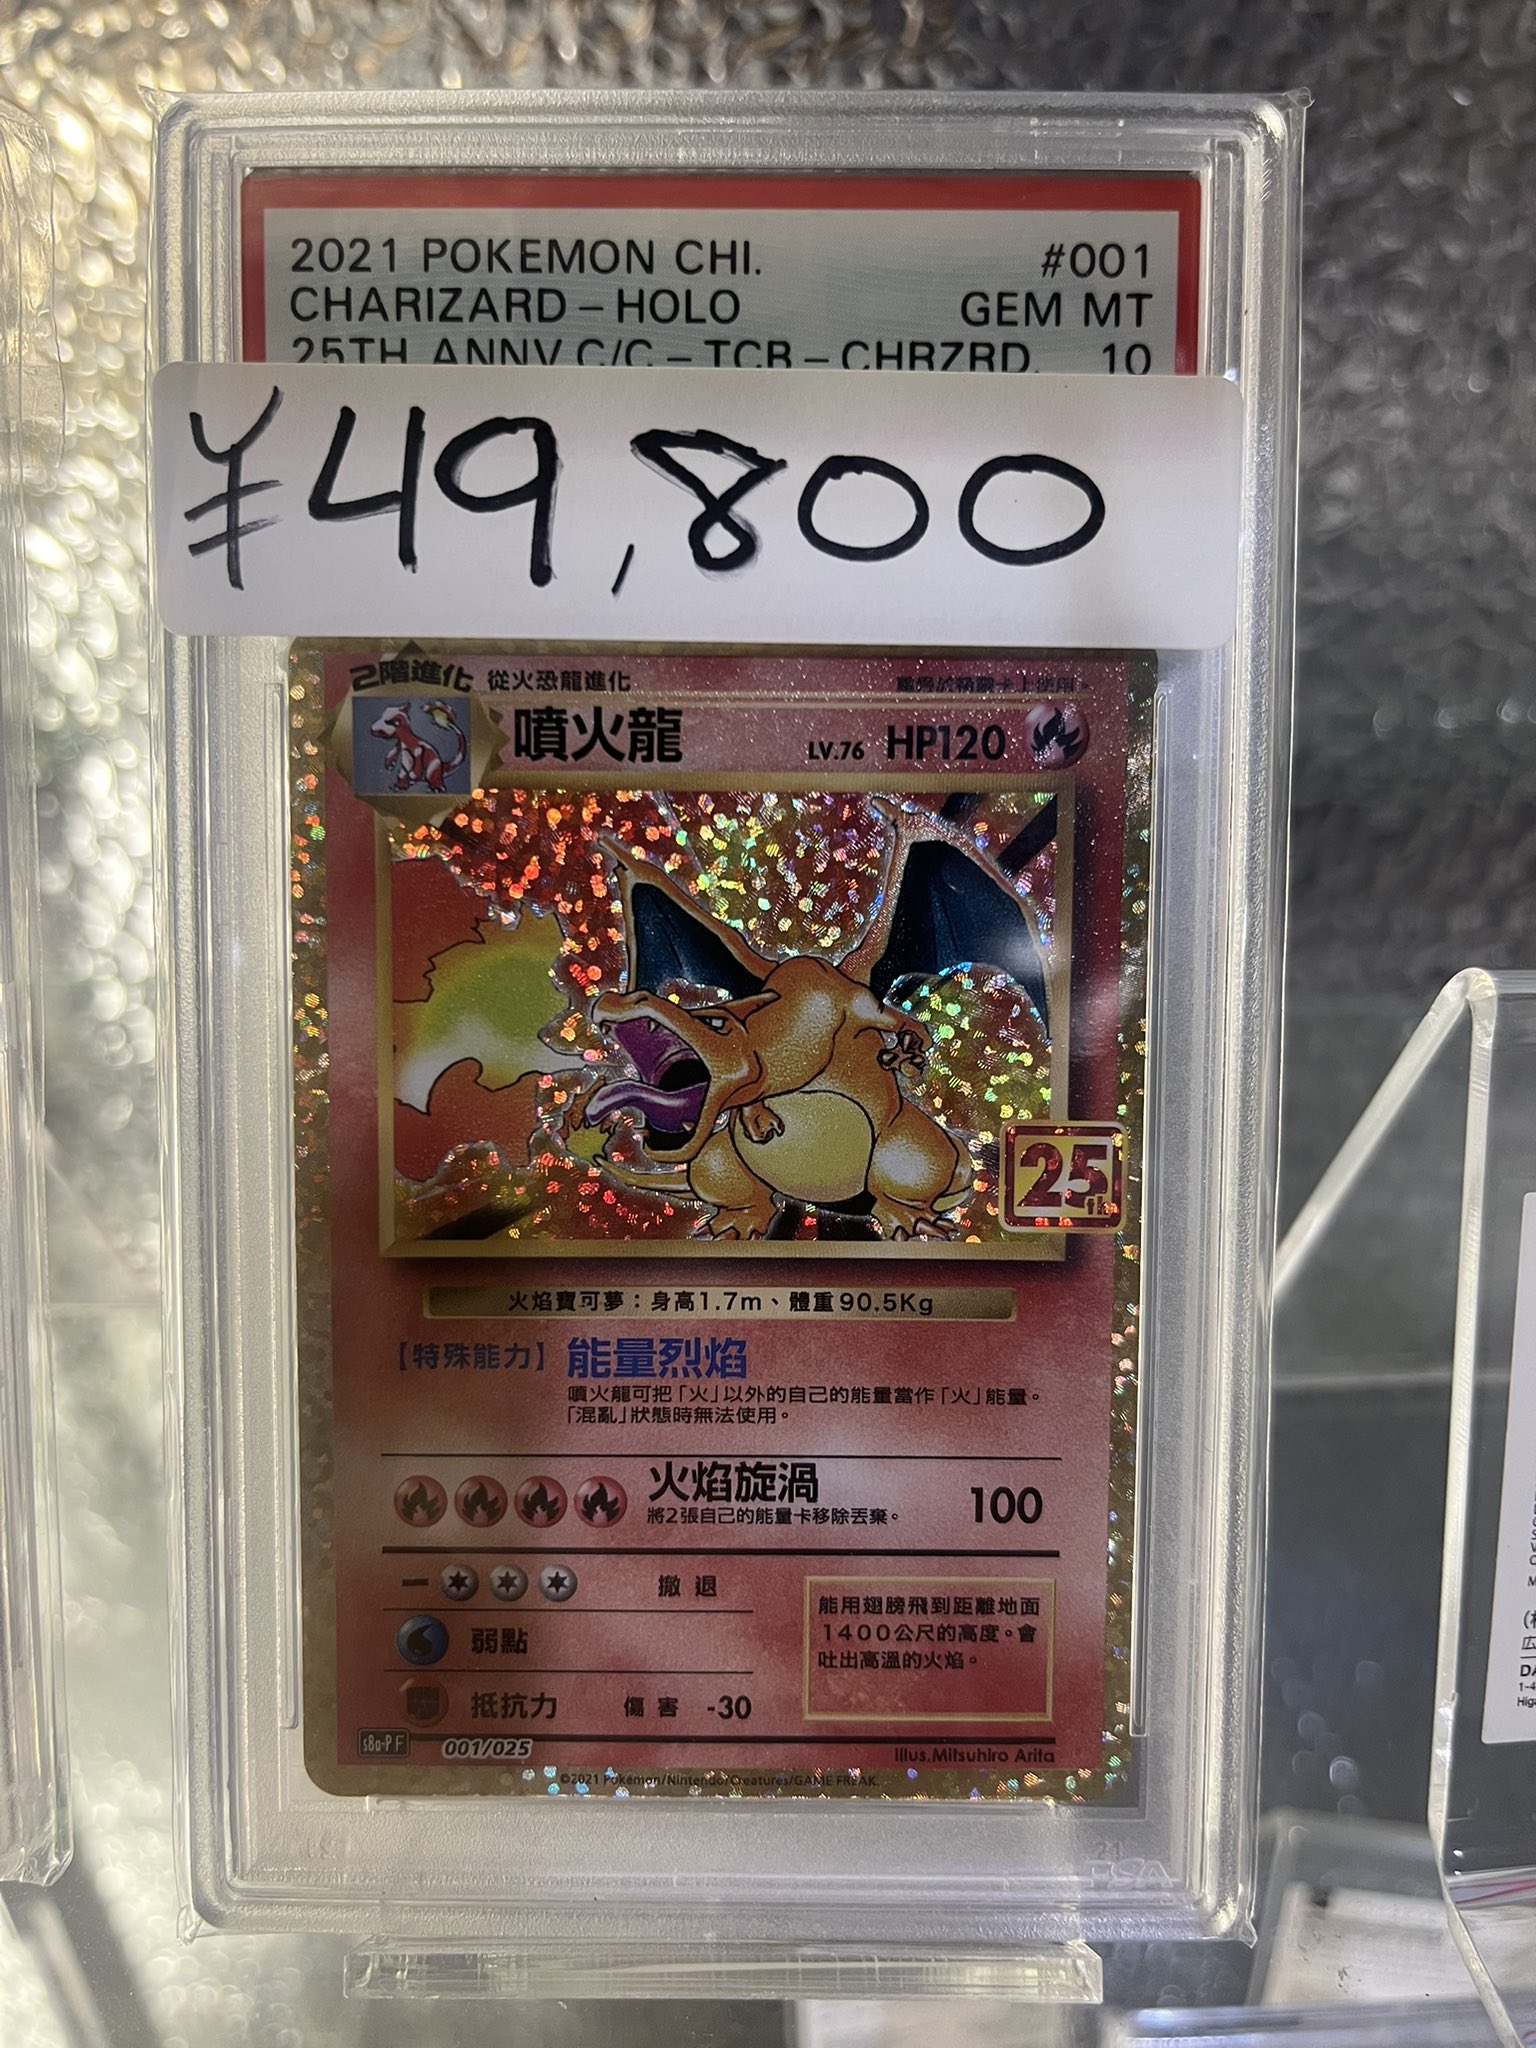 2021 POKEMON CHI. #001
CHARIZARD - HOLO GEM MT
25TH ANNV.C/C - TCB - CHRZRD. 10
¥49,800
2階進化 從火恐龍進化
噴火龍 LV.76 HP120
25th
火焰寶可夢：身高1.7m、體重90.5Kg
【特殊能力】 能量烈焰
噴火龍可把「火」以外的自己的能量當作「火」能量。
「混亂」狀態時無法使用。
火焰旋渦 100
將2張自己的能量卡移除丟棄。
撤退
弱點
抵抗力 傷害 -30
能用翅膀飛到距離地面
1400公尺的高度。會
吐出高溫的火焰。
s8a-P F 001/025 Illus.Mitsuhiro Arita
©2021 Pokémon/Nintendo/Creatures/GAME FREAK.
PSA